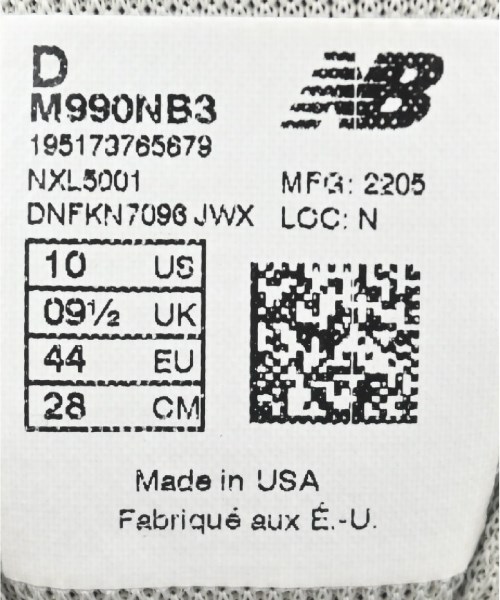 D
M990NB3
195173765679
NXL5001
MFG: 2205
DNFKN7096 JWX
LOC: N
10 US
09½ UK
44 EU
28 CM
Made in USA
Fabriqué aux É.-U.